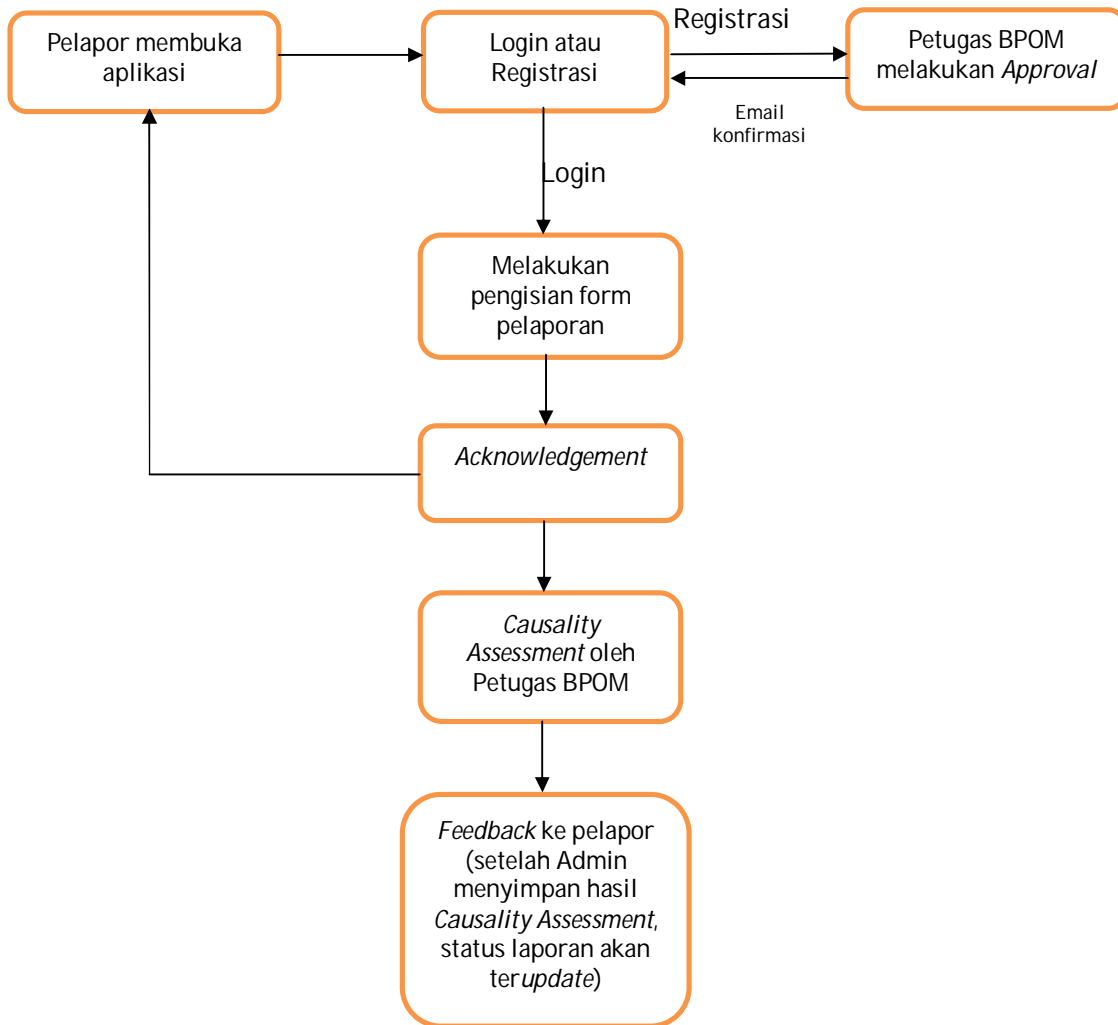 Pelapor membuka
aplikasi
Login atau
Registrasi
Registrasi
Petugas BPOM
melakukan Approval
Email
konfirmasi
Login
Melakukan
pengisian form
pelaporan
Acknowledgement
Causality
Assessment oleh
Petugas BPOM
Feedback ke pelapor
(setelah Admin
menyimpan hasil
Causality Assessment,
status laporan akan
terupdate)